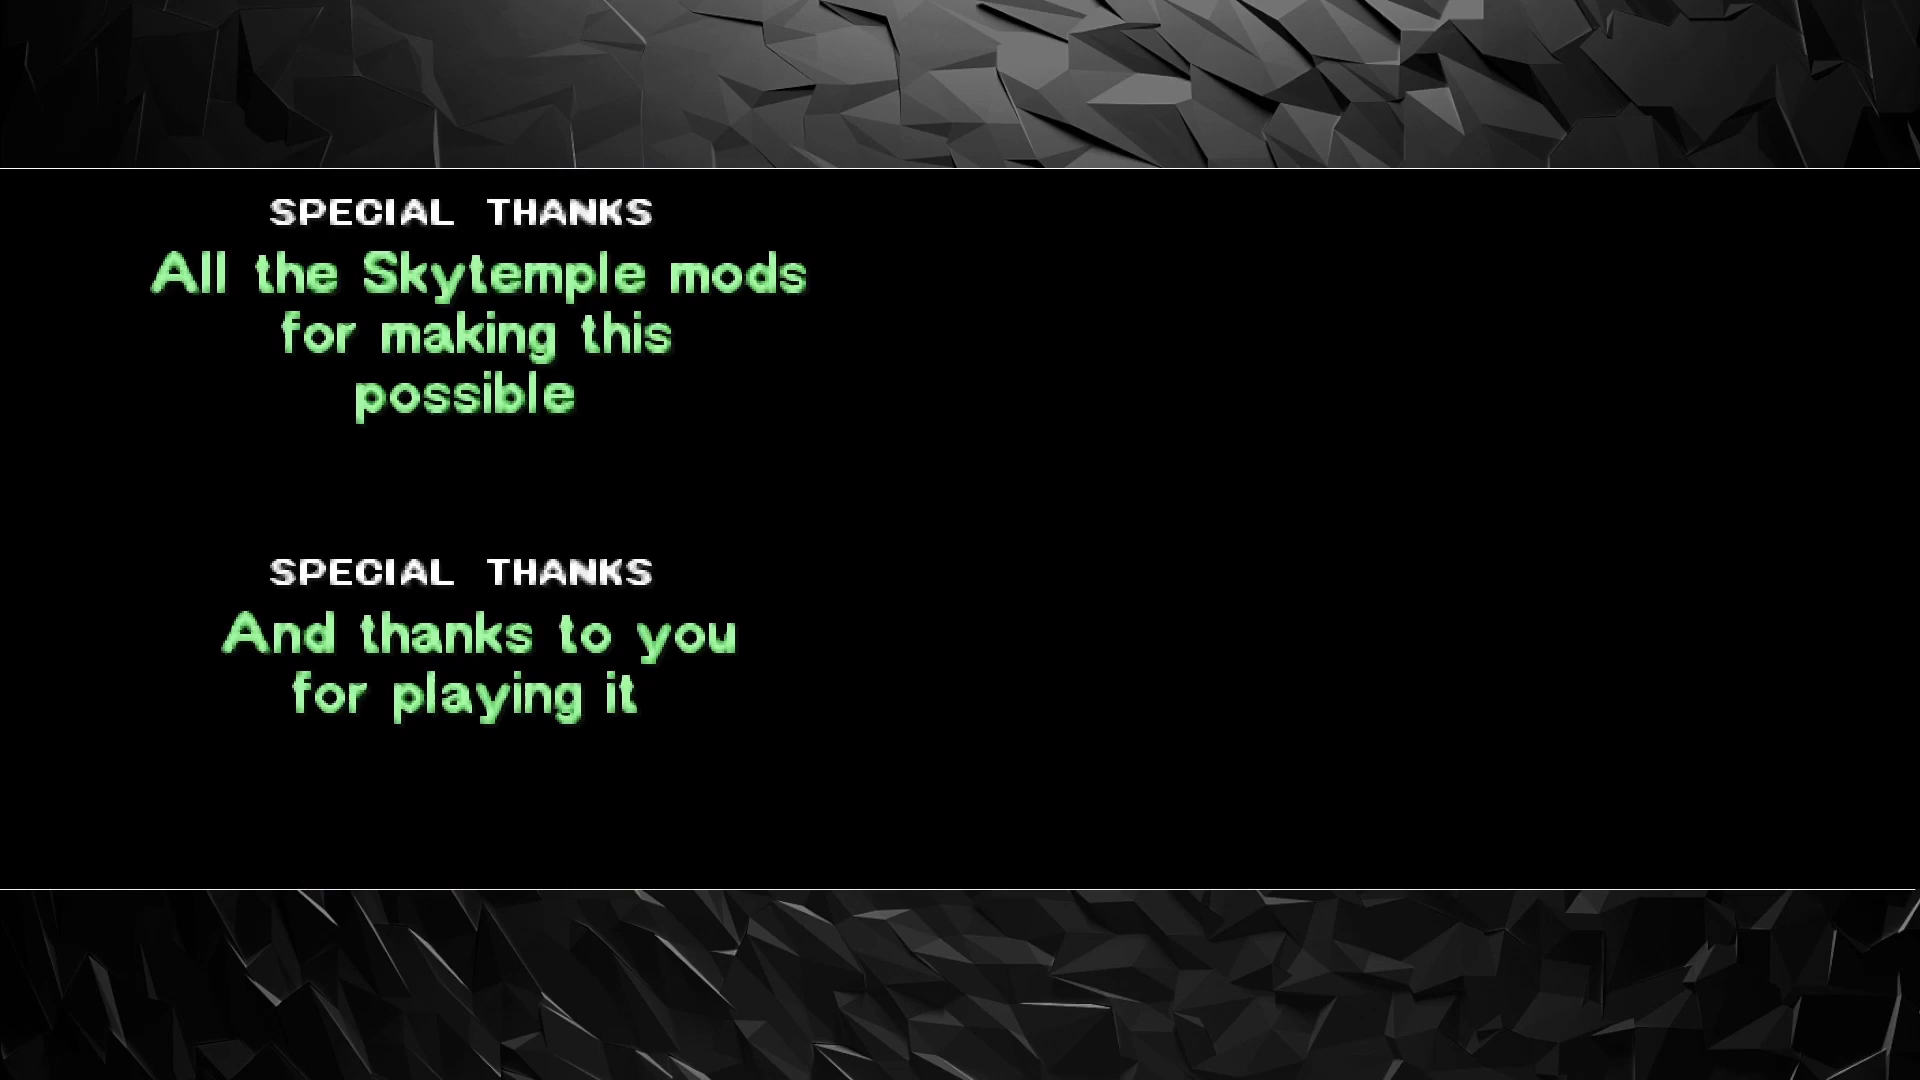 SPECIAL THANKS
All the Skytemple mods
for making this
possible
SPECIAL THANKS
And thanks to you
for playing it